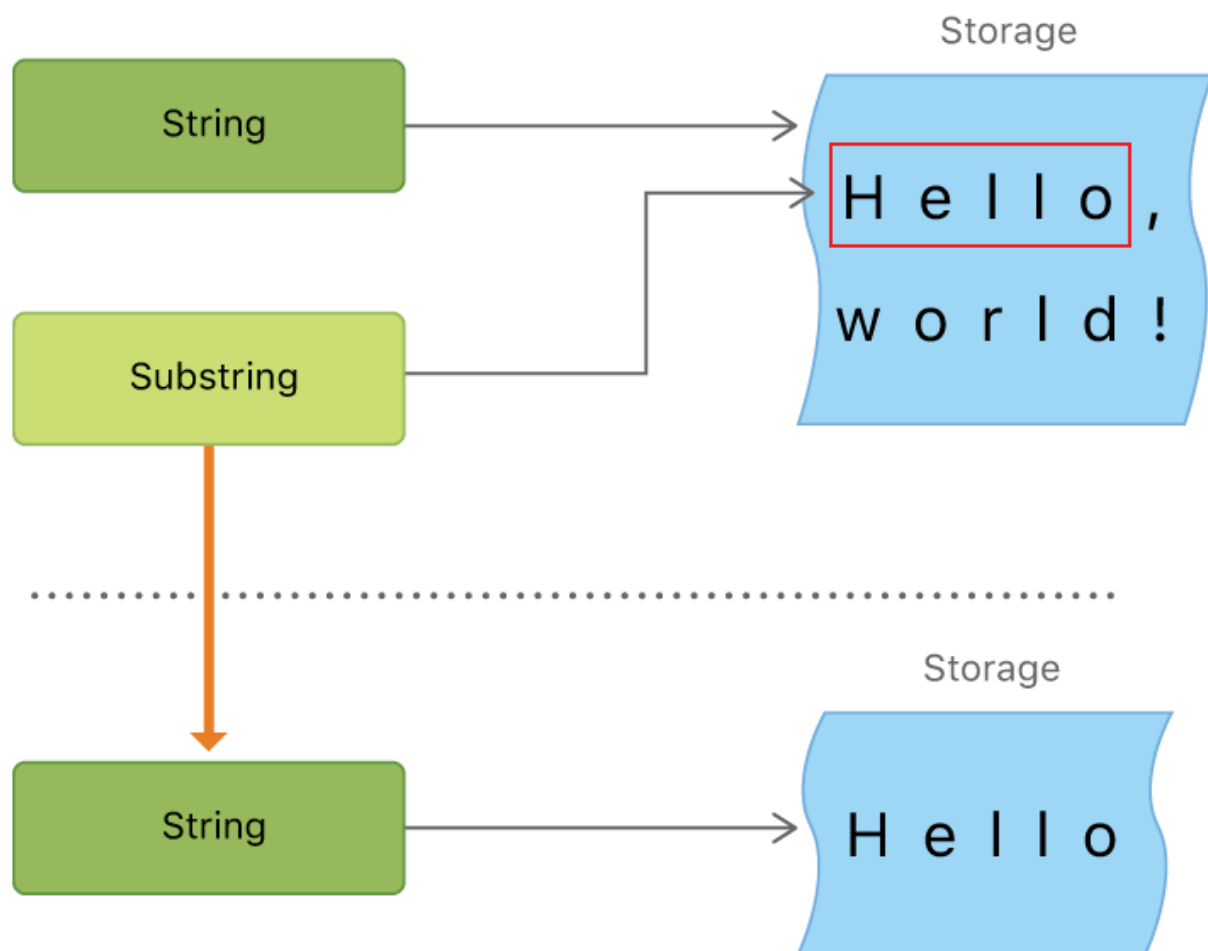 Storage
String
H e l l o ,
w o r l d !
Substring
Storage
String
H e l l o